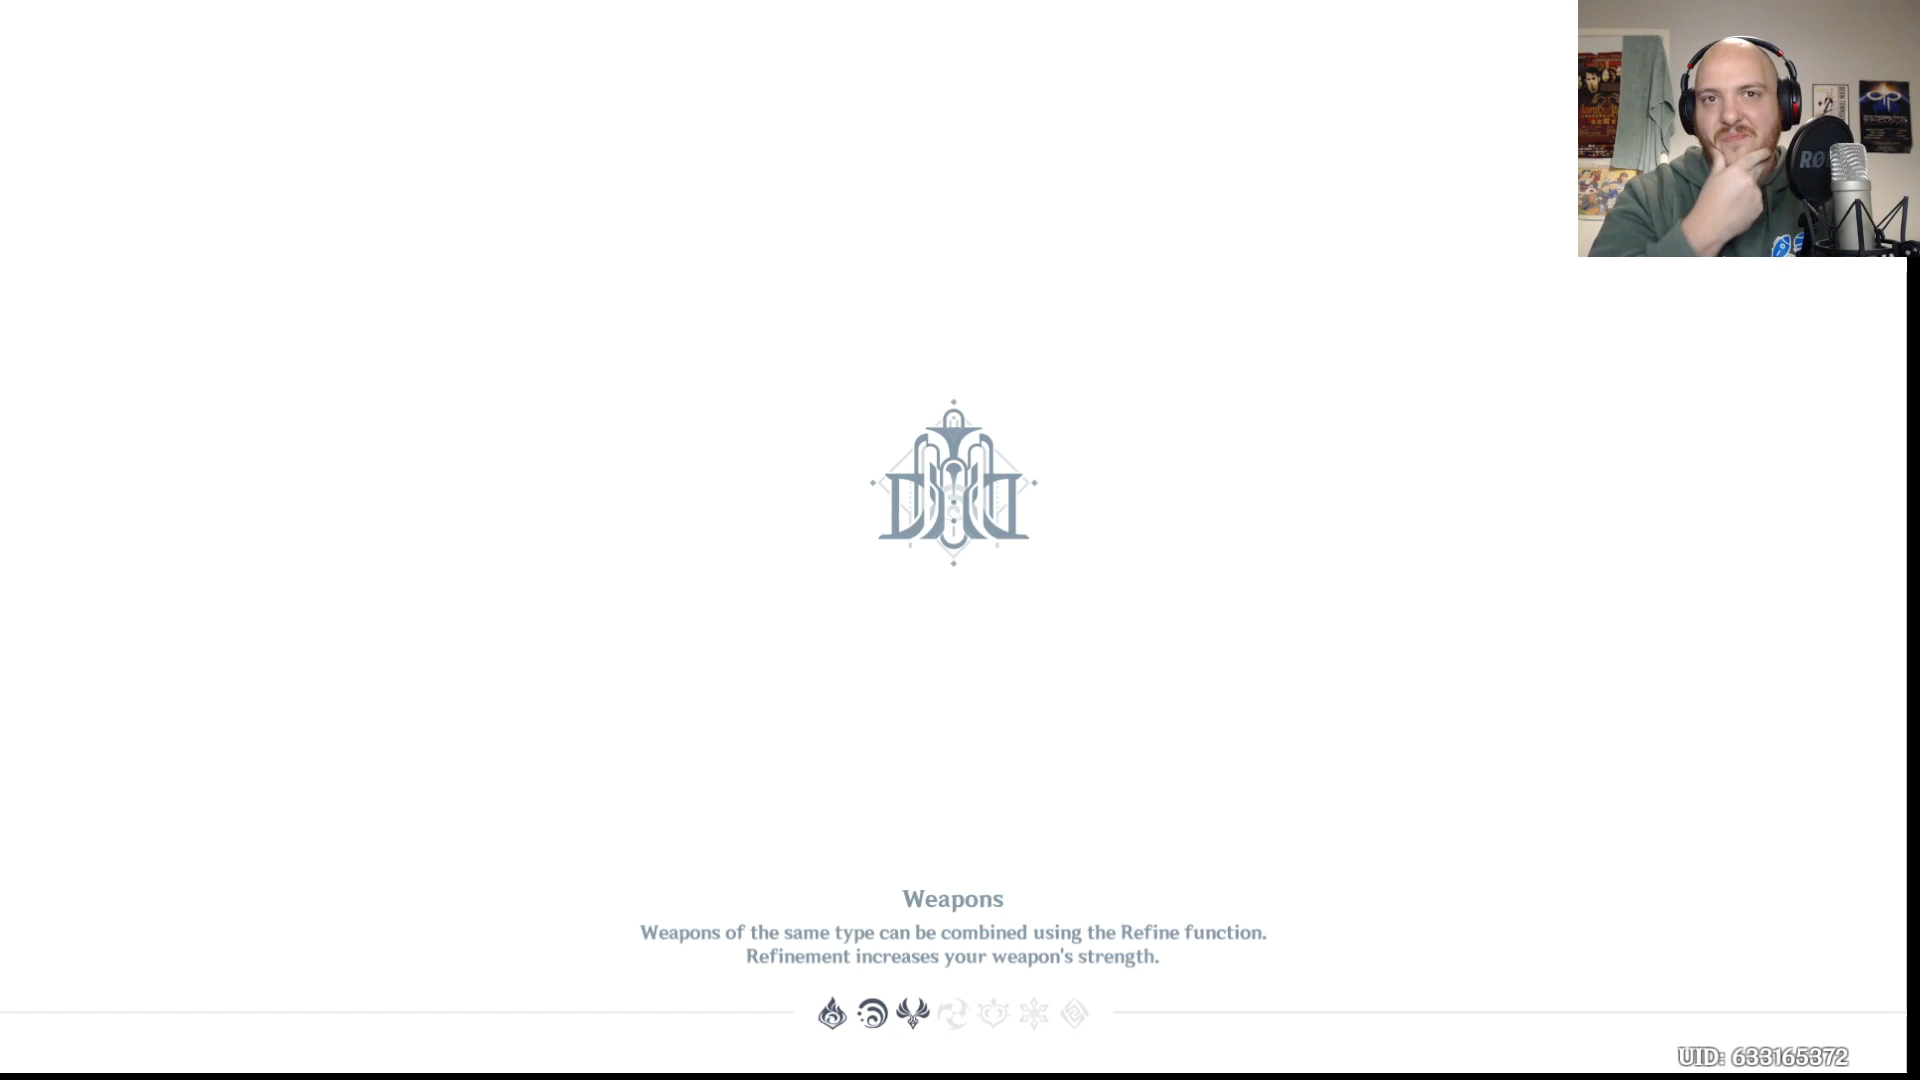 RØ
Weapons
Weapons of the same type can be combined using the Refine function.
Refinement increases your weapon's strength.
UID: 633165372